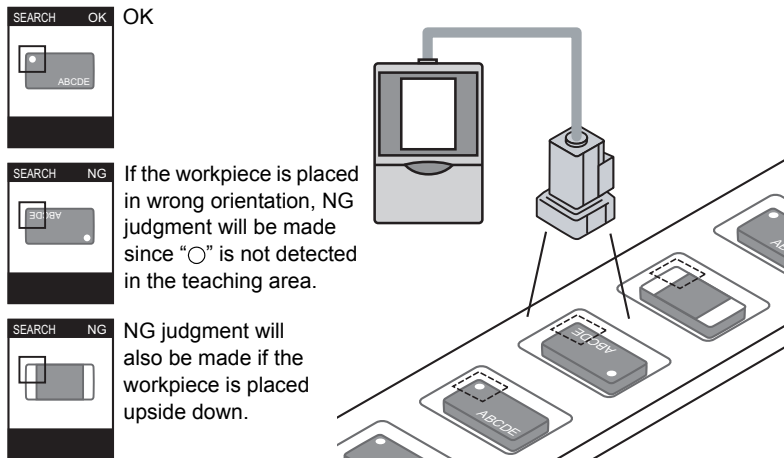 SEARCH OK
ABCDE
OK
SEARCH NG
ABCDE
If the workpiece is placed
in wrong orientation, NG
judgment will be made
since “○” is not detected
in the teaching area.
SEARCH NG
NG judgment will
also be made if the
workpiece is placed
upside down.
ABCDE
ABCDE